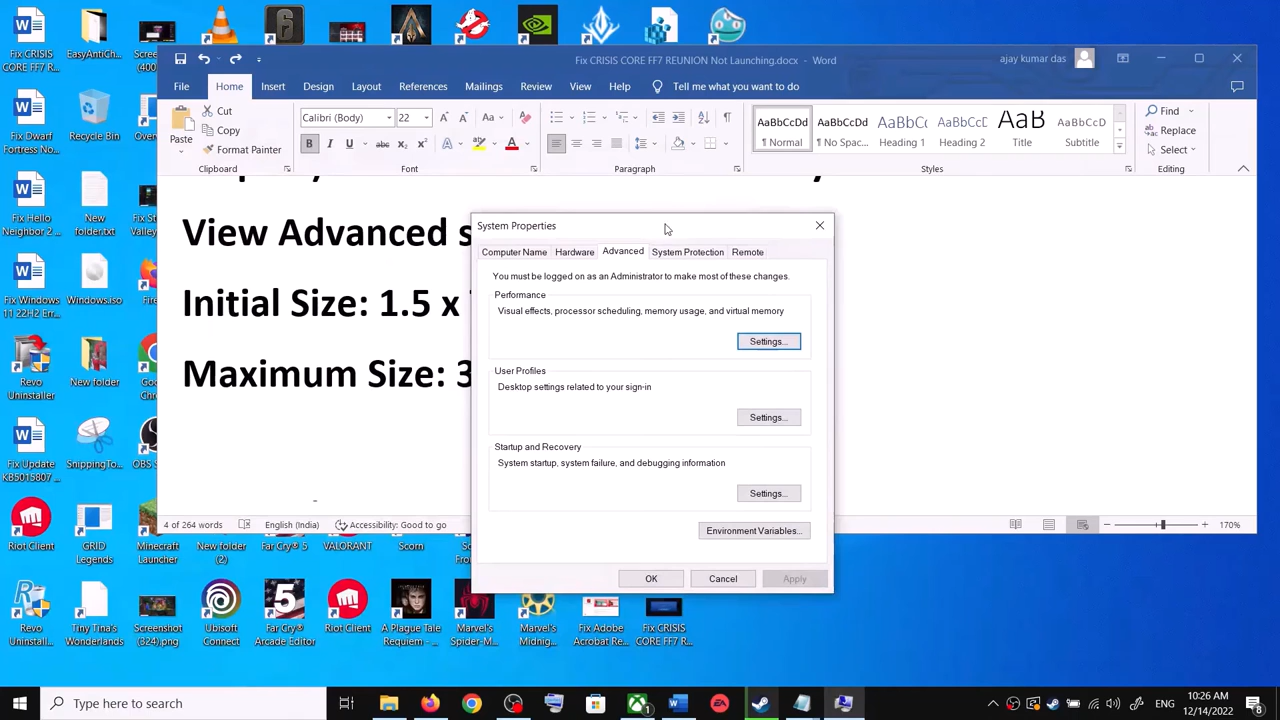 Fix CRISIS
CORE FF7 RE...
EasyAntiCh...
Fix Dwarf
Fortress No...
Recycle Bin
Fix Hello
Neighbor 2...
New
folder.txt
Fix Windows
11 22H2 Err...
Windows.iso
Revo
Uninstaller
New folder
Fix Update
KB5015807 ...
SnippingTo...
Riot Client
GRID
Legends
Minecraft
Launcher
New folder
(2)
Far Cry® 5
VALORANT
Scorn
Revo
Uninstall...
Tiny Tina's
Wonderlands
Screenshot
(324).png
Ubisoft
Connect
Far Cry®
Arcade Editor
Riot Client
A Plague Tale
Requiem - ...
Marvel's
Spider-M...
Marvel's
Midnig...
Fix Adobe
Acrobat Re...
Fix CRISIS
CORE FF7 R...
Fix CRISIS CORE FF7 REUNION Not Launching.docx - Word
ajay kumar das
File Home Insert Design Layout References Mailings Review View Help Tell me what you want to do
Paste
Cut
Copy
Format Painter
Clipboard
Calibri (Body) 22
Font
Paragraph
AaBbCcDd
¶ Normal
AaBbCcDd
¶ No Spac...
AaBbCc
Heading 1
AaBbCcD
Heading 2
AaBb
Title
AaBbCcD
Subtitle
Styles
Find
Replace
Select
Editing
View Advanced s
Initial Size: 1.5 x
Maximum Size: 3
4 of 264 words English (India) Accessibility: Good to go 170%
System Properties
Computer Name Hardware Advanced System Protection Remote
You must be logged on as an Administrator to make most of these changes.
Performance
Visual effects, processor scheduling, memory usage, and virtual memory
Settings...
User Profiles
Desktop settings related to your sign-in
Settings...
Startup and Recovery
System startup, system failure, and debugging information
Settings...
Environment Variables...
OK Cancel Apply
Type here to search
ENG
10:26 AM
12/14/2022
8